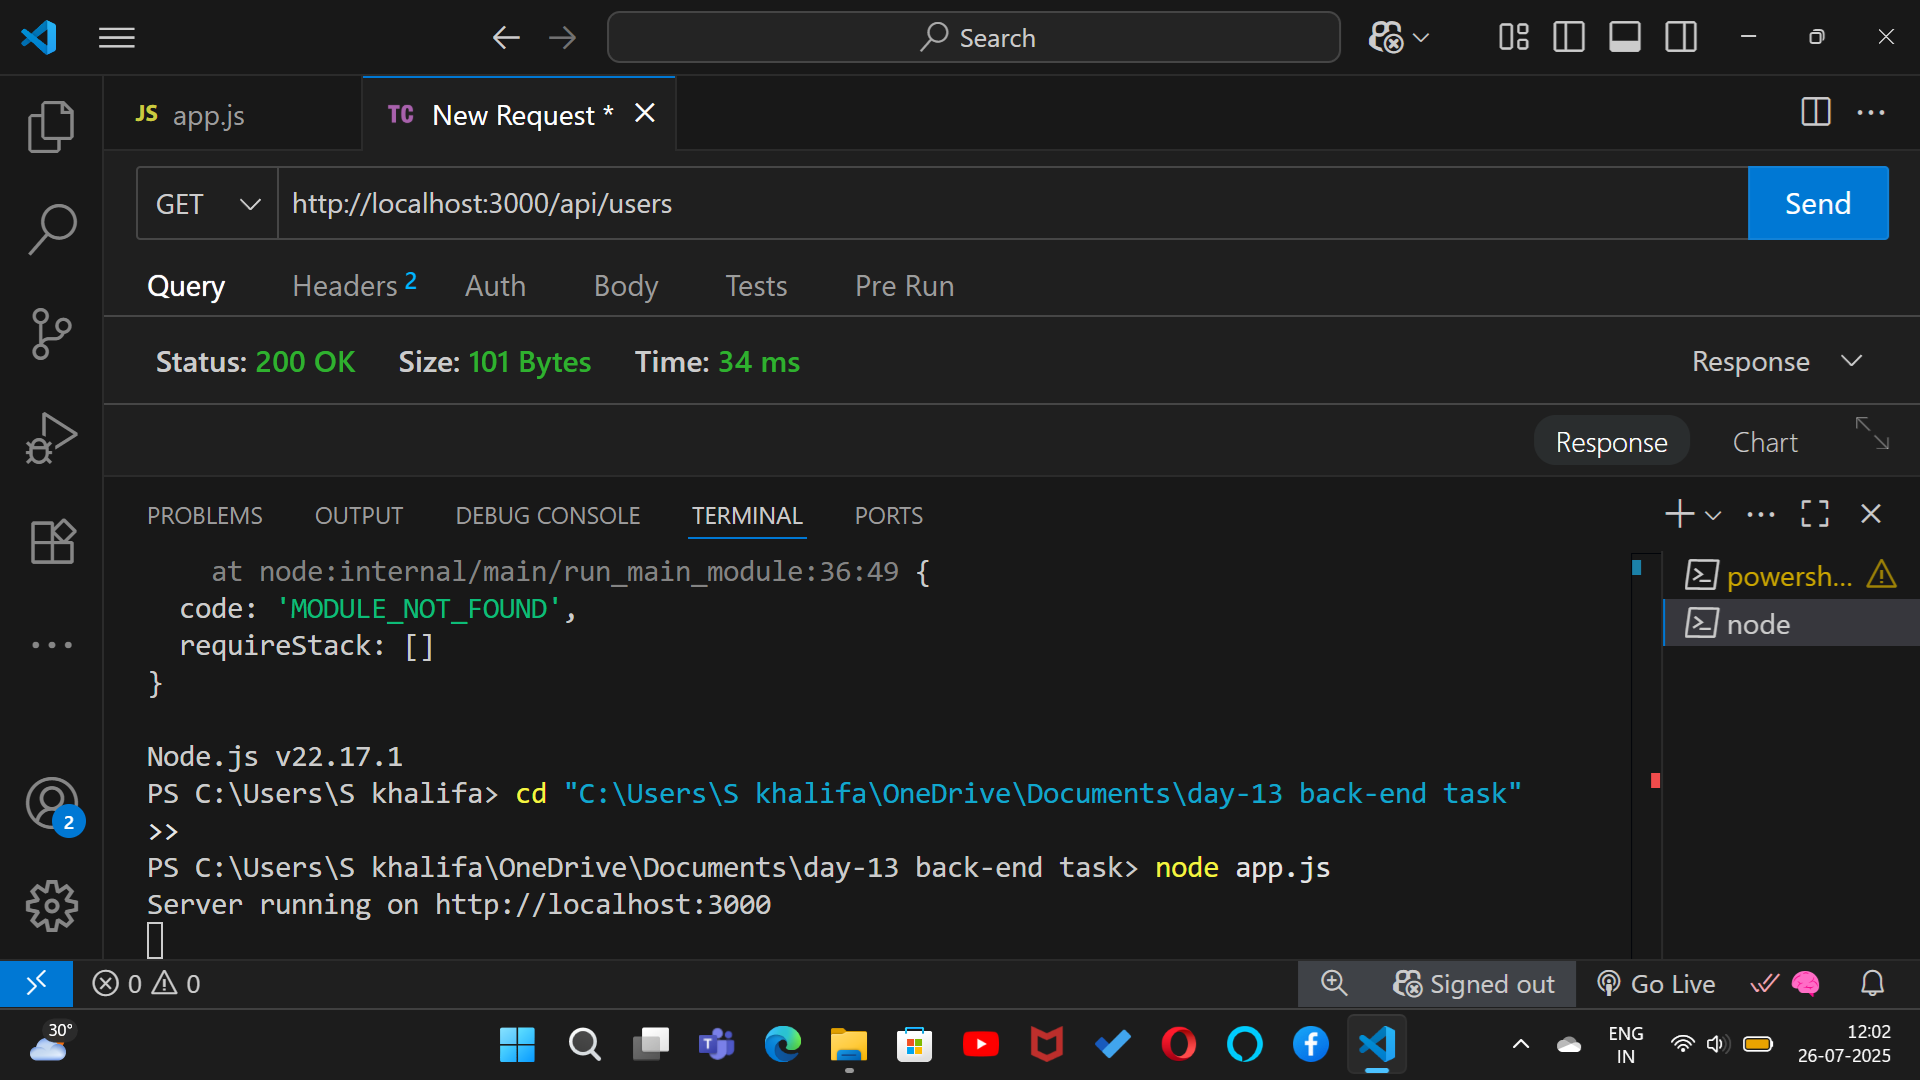 Search
JS app.js
TC New Request *
GET http://localhost:3000/api/users Send
Query Headers 2 Auth Body Tests Pre Run
Status: 200 OK Size: 101 Bytes Time: 34 ms Response
Response Chart
PROBLEMS OUTPUT DEBUG CONSOLE TERMINAL PORTS
at node:internal/main/run_main_module:36:49 {
code: 'MODULE_NOT_FOUND',
requireStack: []
}
Node.js v22.17.1
PS C:\Users\S khalifa> cd "C:\Users\S khalifa\OneDrive\Documents\day-13 back-end task"
>>
PS C:\Users\S khalifa\OneDrive\Documents\day-13 back-end task> node app.js
Server running on http://localhost:3000
powersh...
node
2
0 0
Signed out Go Live
30°
ENG
IN
12:02
26-07-2025